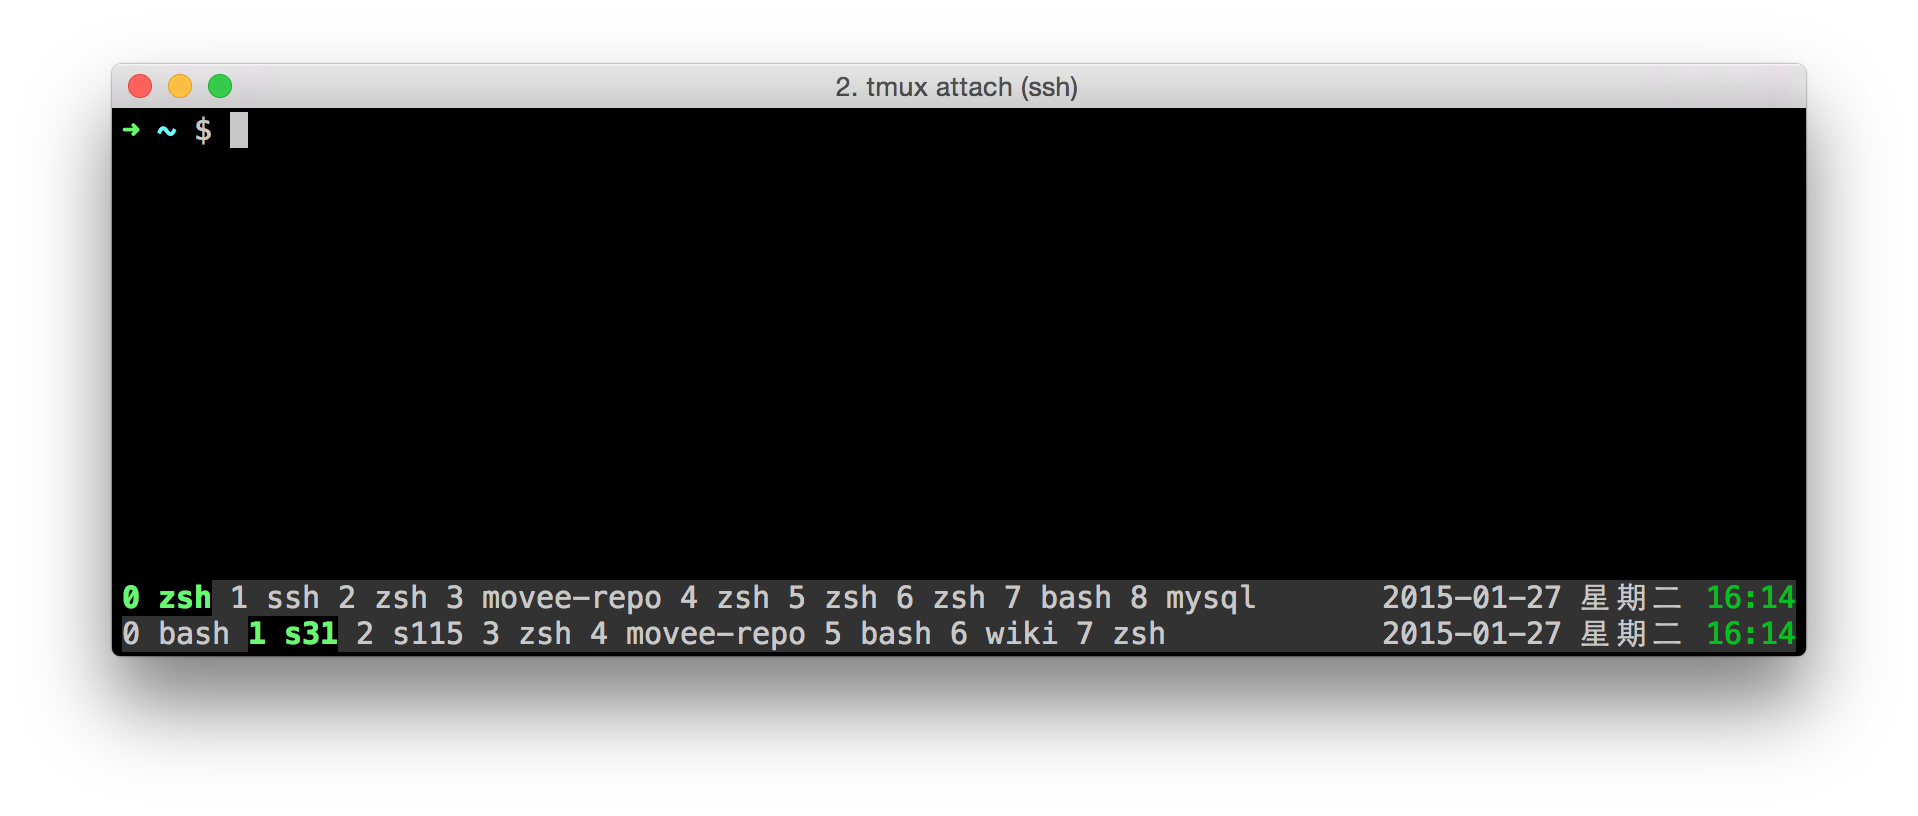 2. tmux attach (ssh)
➜ ~ $
0 zsh 1 ssh 2 zsh 3 movee-repo 4 zsh 5 zsh 6 zsh 7 bash 8 mysql 2015-01-27 星期二 16:14
0 bash 1 s31 2 s115 3 zsh 4 movee-repo 5 bash 6 wiki 7 zsh 2015-01-27 星期二 16:14